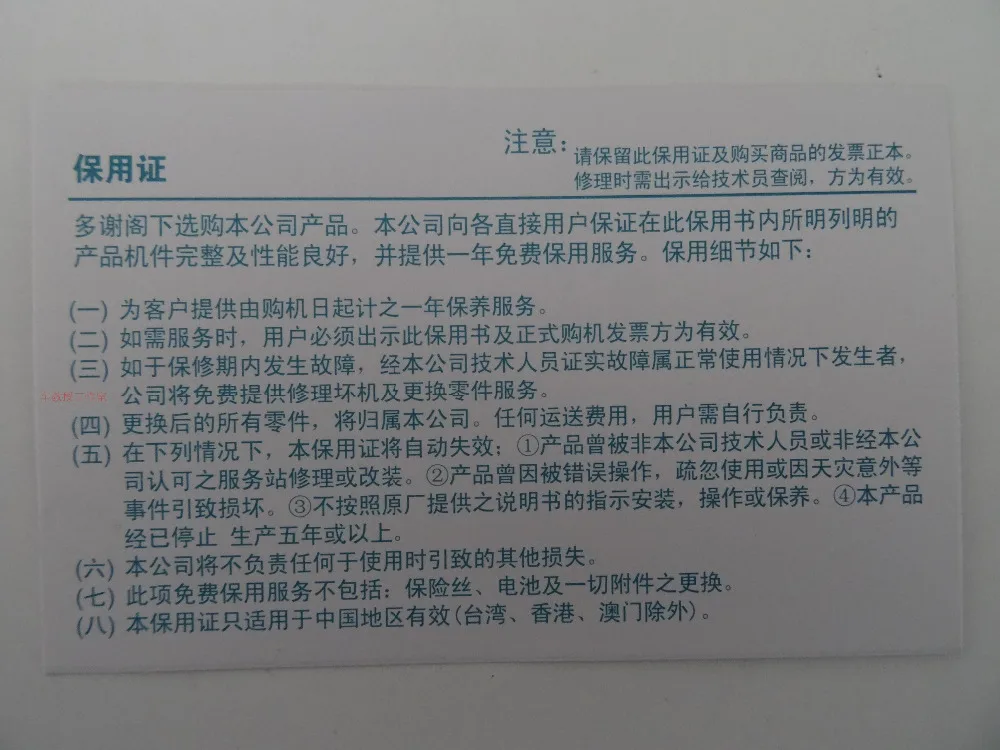 注意：
请保留此保用证及购买商品的发票正本。
保用证
修理时需出示给技术员查阅，方为有效。
多谢阁下选购本公司产品。本公司向各直接用户保证在此保用书内所明列明的
产品机件完整及性能良好，并提供一年免费保用服务。保用细节如下：
(一) 为客户提供由购机日起计之一年保养服务。
(二) 如需服务时，用户必须出示此保用书及正式购机发票方为有效。
(三) 如于保修期内发生故障，经本公司技术人员证实故障属正常使用情况下发生者，
公司将免费提供修理坏机及更换零件服务。
(四) 更换后的所有零件，将归属本公司。任何运送费用，用户需自行负责。
(五) 在下列情况下，本保用证将自动失效；①产品曾被非本公司技术人员或非经本公
司认可之服务站修理或改装。②产品曾因被错误操作，疏忽使用或因天灾意外等
事件引致损坏。③不按照原厂提供之说明书的指示安装，操作或保养。④本产品
经已停止 生产五年或以上。
(六) 本公司将不负责任何于使用时引致的其他损失。
(七) 此项免费保用服务不包括：保险丝、电池及一切附件之更换。
(八) 本保用证只适用于中国地区有效(台湾、香港、澳门除外)。